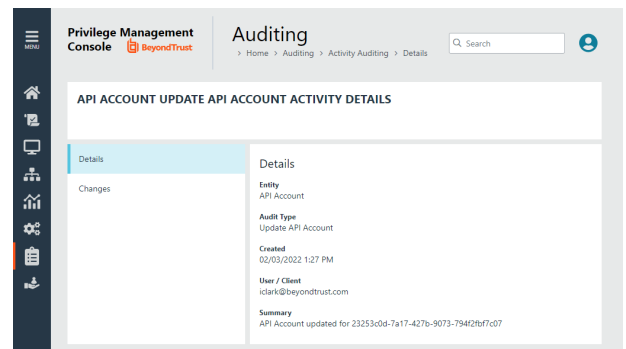 MENU
Privilege Management
Console BeyondTrust
Auditing
> Home > Auditing > Activity Auditing > Details
Search
API ACCOUNT UPDATE API ACCOUNT ACTIVITY DETAILS
Details
Changes
Details
Entity
API Account
Audit Type
Update API Account
Created
02/03/2022 1:27 PM
User / Client
iclark@beyondtrust.com
Summary
API Account updated for 23253c0d-7a17-427b-9073-794f2fbf7c07